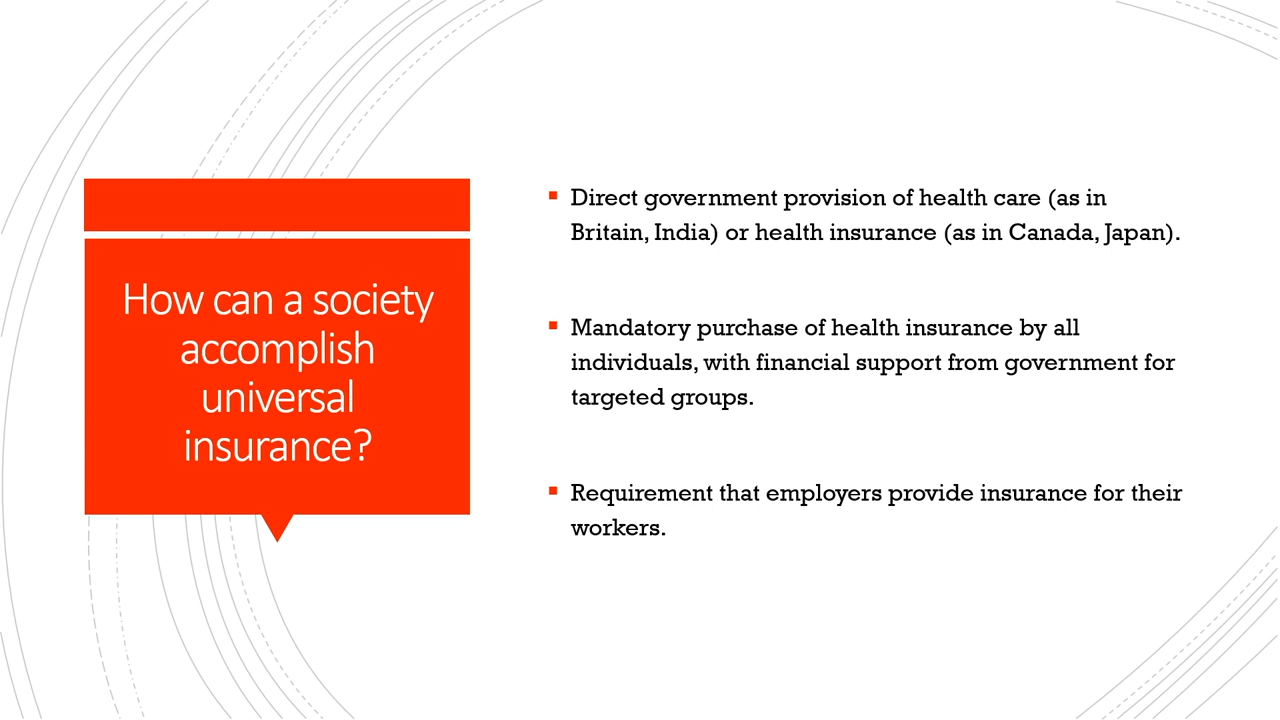 How can a society
accomplish
universal
insurance?
▪ Direct government provision of health care (as in
Britain, India) or health insurance (as in Canada, Japan).
▪ Mandatory purchase of health insurance by all
individuals, with financial support from government for
targeted groups.
▪ Requirement that employers provide insurance for their
workers.